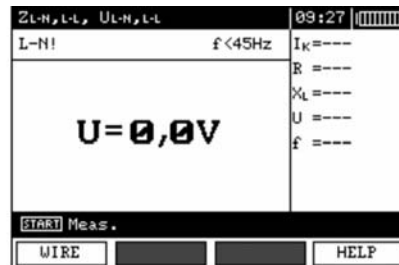 ZL-N,L-L, UL-N,L-L 09:27
L-N! f<45Hz
U=0,0V
IK=---
R =---
XL=---
U =---
f =---
START Meas.
WIRE HELP